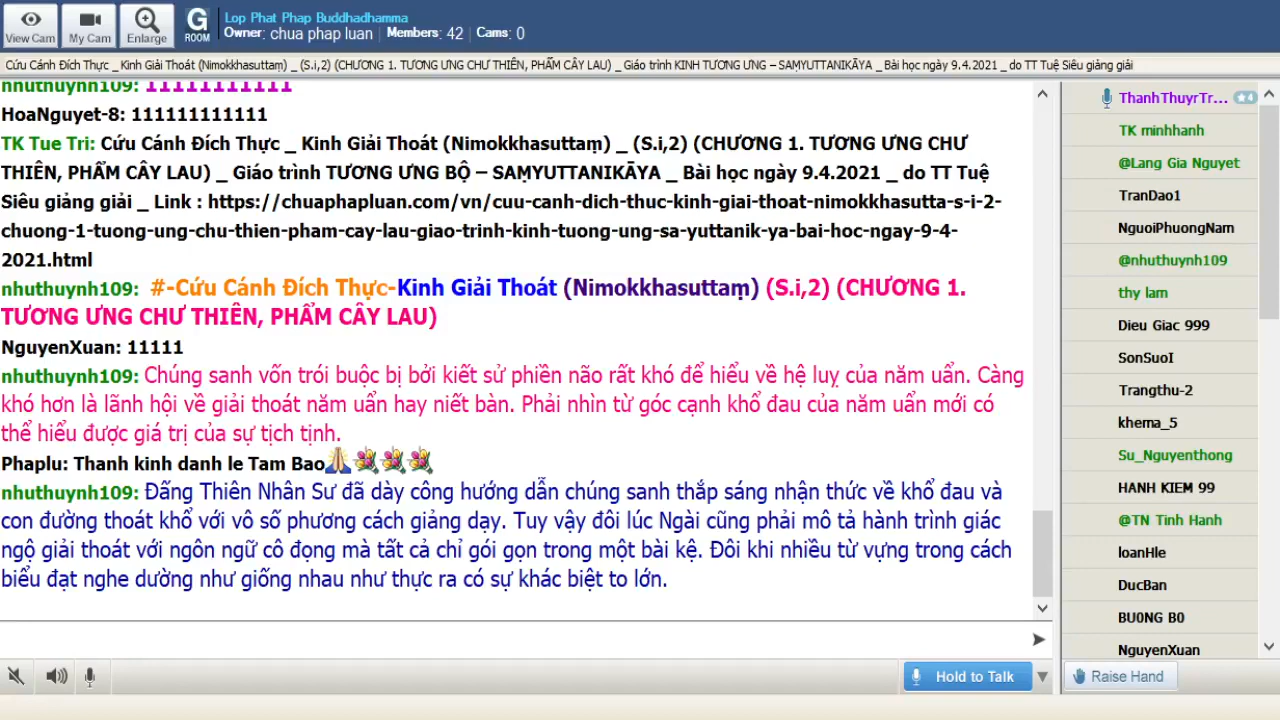 View Cam
My Cam
Enlarge
G
ROOM
Lop Phat Phap Buddhadhamma
Owner: chua phap luan | Members: 42 | Cams: 0
Cứu Cánh Đích Thực _ Kinh Giải Thoát (Nimokkhasuttaṃ) _ (S.i,2) (CHƯƠNG 1. TƯƠNG ƯNG CHƯ THIÊN, PHẨM CÂY LAU) _ Giáo trình KINH TƯƠNG ƯNG – SAṂYUTTANIKĀYA _ Bài học ngày 9.4.2021 _ do TT Tuệ Siêu giảng giải
nhuthuynh109: 11111111111
HoaNguyet-8: 111111111111
TK Tue Tri: Cứu Cánh Đích Thực _ Kinh Giải Thoát (Nimokkhasuttaṃ) _ (S.i,2) (CHƯƠNG 1. TƯƠNG ƯNG CHƯ
THIÊN, PHẨM CÂY LAU) _ Giáo trình TƯƠNG ƯNG BỘ – SAṂYUTTANIKĀYA _ Bài học ngày 9.4.2021 _ do TT Tuệ
Siêu giảng giải _ Link : https://chuaphapluan.com/vn/cuu-canh-dich-thuc-kinh-giai-thoat-nimokkhasutta-s-i-2-
chuong-1-tuong-ung-chu-thien-pham-cay-lau-giao-trinh-kinh-tuong-ung-sa-yuttanik-ya-bai-hoc-ngay-9-4-
2021.html
nhuthuynh109: #-Cứu Cánh Đích Thực-Kinh Giải Thoát (Nimokkhasuttaṃ) (S.i,2) (CHƯƠNG 1.
TƯƠNG ƯNG CHƯ THIÊN, PHẨM CÂY LAU)
NguyenXuan: 11111
nhuthuynh109: Chúng sanh vốn trói buộc bị bởi kiết sử phiền não rất khó để hiểu về hệ luỵ của năm uẩn. Càng
khó hơn là lãnh hội về giải thoát năm uẩn hay niết bàn. Phải nhìn từ góc cạnh khổ đau của năm uẩn mới có
thể hiểu được giá trị của sự tịch tịnh.
Phaplu: Thanh kinh danh le Tam Bao
nhuthuynh109: Đấng Thiên Nhân Sư đã dày công hướng dẫn chúng sanh thắp sáng nhận thức về khổ đau và
con đường thoát khổ với vô số phương cách giảng dạy. Tuy vậy đôi lúc Ngài cũng phải mô tả hành trình giác
ngộ giải thoát với ngôn ngữ cô đọng mà tất cả chỉ gói gọn trong một bài kệ. Đôi khi nhiều từ vựng trong cách
biểu đạt nghe dường như giống nhau như thực ra có sự khác biệt to lớn.
ThanhThuyrTr... 4
TK minhhanh
@Lang Gia Nguyet
TranDao1
NguoiPhuongNam
@nhuthuynh109
thy lam
Dieu Giac 999
SonSuoI
Trangthu-2
khema_5
Su_Nguyenthong
HANH KIEM 99
@TN Tinh Hanh
loanHle
DucBan
BU0NG B0
NguyenXuan
Hold to Talk
Raise Hand